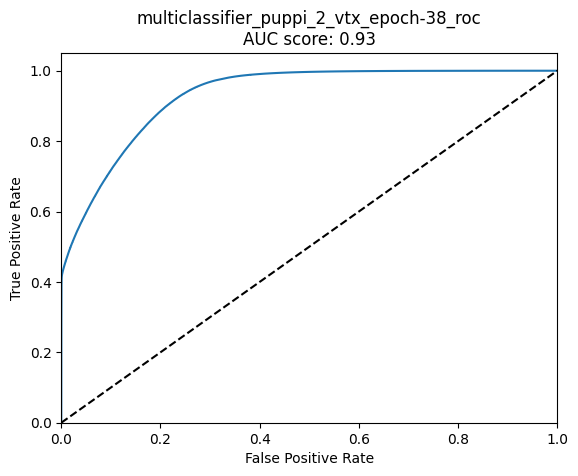 multiclassifier_puppi_2_vtx_epoch-38_roc
AUC score: 0.93
1.0
0.8
0.6
0.4
0.2
0.0
True Positive Rate
0.0 0.2 0.4 0.6 0.8 1.0
False Positive Rate